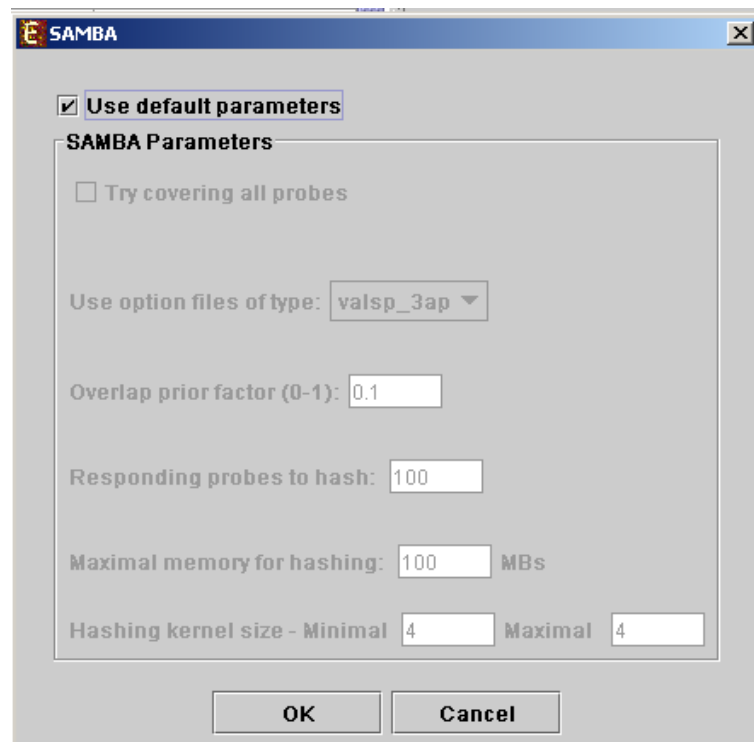 SAMBA
Use default parameters
SAMBA Parameters
Try covering all probes
Use option files of type: valsp_3ap
Overlap prior factor (0-1): 0.1
Responding probes to hash: 100
Maximal memory for hashing: 100 MBs
Hashing kernel size - Minimal 4 Maximal 4
OK Cancel